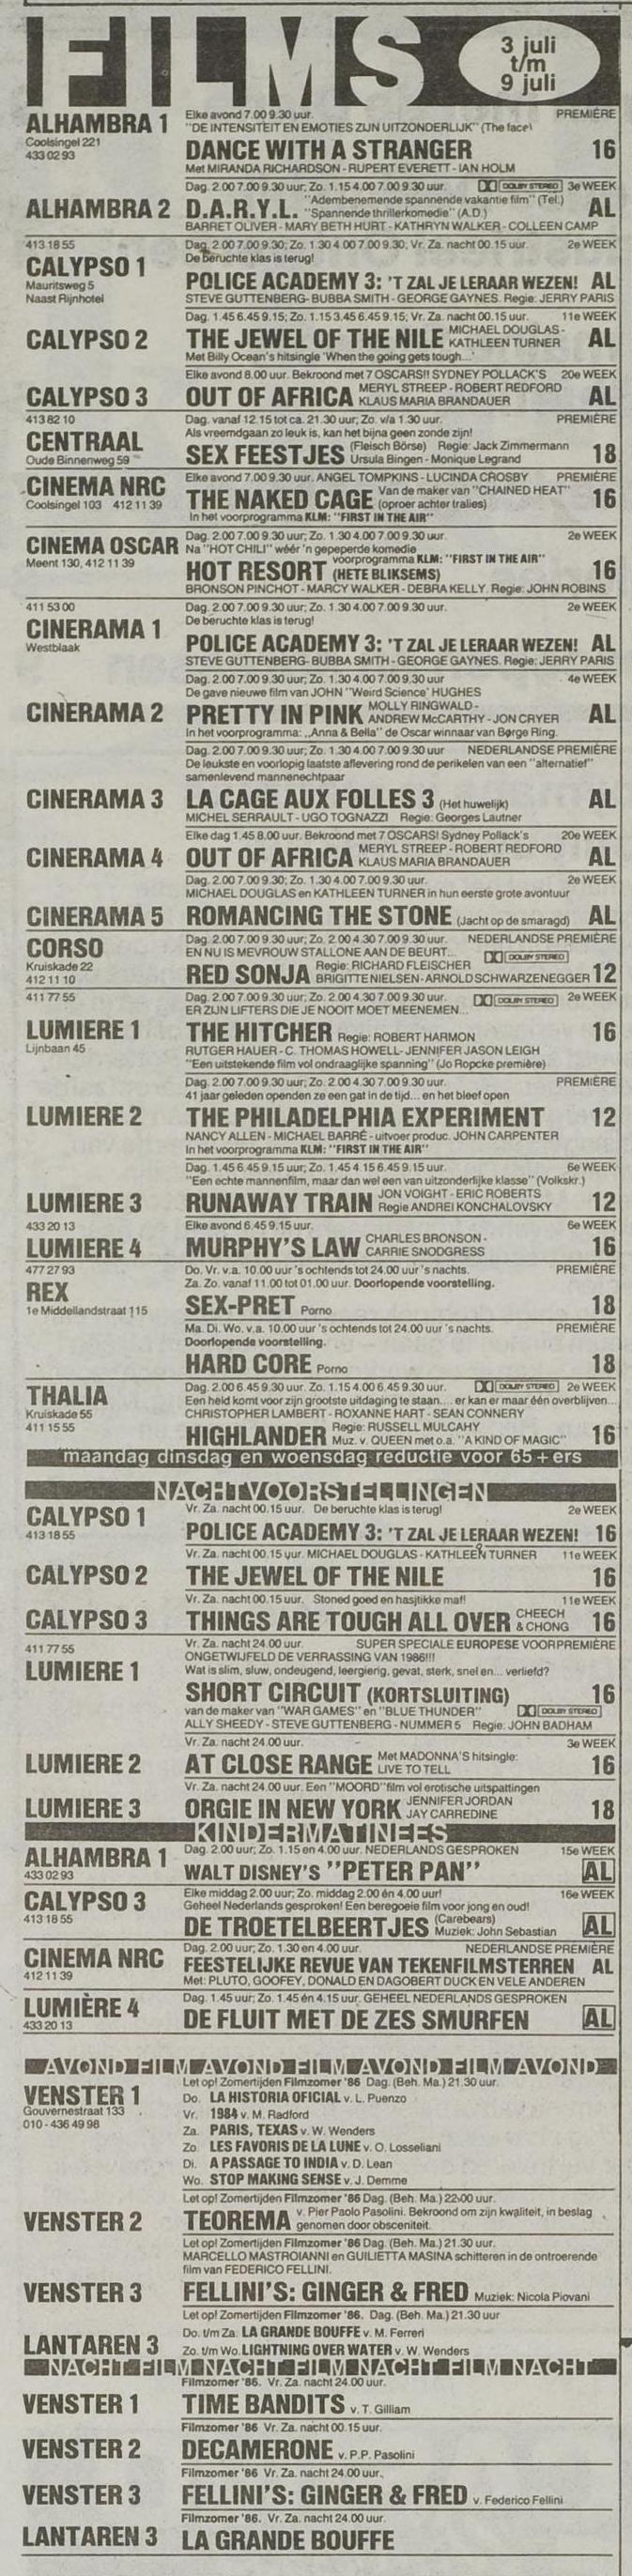 FILMS
3 juli
t/m
9 juli
Elke avond 7.00 9.30 uur. PREMIÈRE
ALHAMBRA 1 "DE INTENSITEIT EN EMOTIES ZIJN UITZONDERLIJK" (The face)
Coolsingel 221
433 02 93 DANCE WITH A STRANGER 16
Met MIRANDA RICHARDSON - RUPERT EVERETT - IAN HOLM
Dag. 2.00 7.00 9.30 uur; Zo. 1.15 4.00 7.00 9.30 uur. DOLBY STEREO 3e WEEK
"Adembenemende spannende vakantie film" (Tel.)
ALHAMBRA 2 D.A.R.Y.L. "Spannende thrillerkomedie" (A.D.) AL
BARRET OLIVER - MARY BETH HURT - KATHRYN WALKER - COLLEEN CAMP
413 18 55 Dag. 2.00 7.00 9.30; Zo. 1.30 4.00 7.00 9.30; Vr. Za. nacht 00.15 uur. 2e WEEK
De beruchte klas is terug!
CALYPSO 1
Mauritsweg 5 POLICE ACADEMY 3: 'T ZAL JE LERAAR WEZEN! AL
Naast Rijnhotel STEVE GUTTENBERG - BUBBA SMITH - GEORGE GAYNES. Regie: JERRY PARIS
Dag. 1.45 6.45 9.15; Zo. 1.15 3.45 6.45 9.15; Vr. Za. nacht 00.15 uur. 11e WEEK
CALYPSO 2 THE JEWEL OF THE NILE MICHAEL DOUGLAS - KATHLEEN TURNER AL
Met Billy Ocean's hitsingle 'When the going gets tough...'
Elke avond 8.00 uur. Bekroond met 7 OSCARS!! SYDNEY POLLACK'S 20e WEEK
CALYPSO 3 OUT OF AFRICA MERYL STREEP - ROBERT REDFORD KLAUS MARIA BRANDAUER AL
413 82 10 Dag. vanaf 12.15 tot ca. 21.30 uur; Zo. v/a 1.30 uur. PREMIÈRE
Als vreemdgaan zo leuk is, kan het bijna geen zonde zijn!
CENTRAAL
Oude Binnenweg 59 SEX FEESTJES (Fleisch Börse) Regie: Jack Zimmermann Ursula Bingen - Monique Legrand 18
Elke avond 7.00 9.30 uur. ANGEL TOMPKINS - LUCINDA CROSBY PREMIÈRE
CINEMA NRC
Coolsingel 103 412 11 39 THE NAKED CAGE Van de maker van "CHAINED HEAT" (oproer achter tralies) 16
In het voorprogramma KLM: "FIRST IN THE AIR"
Dag. 2.00 7.00 9.30 uur; Zo. 1.30 4.00 7.00 9.30 uur. 2e WEEK
CINEMA OSCAR Na "HOT CHILI" wéér 'n gepeperde komedie
Meent 130, 412 11 39 voorprogramma KLM: "FIRST IN THE AIR"
HOT RESORT (HETE BLIKSEMS) 16
BRONSON PINCHOT - MARCY WALKER - DEBRA KELLY. Regie: JOHN ROBINS
411 53 00 Dag. 2.00 7.00 9.30 uur; Zo. 1.30 4.00 7.00 9.30 uur. 2e WEEK
De beruchte klas is terug!
CINERAMA 1
Westblaak POLICE ACADEMY 3: 'T ZAL JE LERAAR WEZEN! AL
STEVE GUTTENBERG - BUBBA SMITH - GEORGE GAYNES. Regie: JERRY PARIS
Dag. 2.00 7.00 9.30 uur; Zo. 1.30 4.00 7.00 9.30 uur 4e WEEK
De gave nieuwe film van JOHN "Weird Science' HUGHES
CINERAMA 2 PRETTY IN PINK MOLLY RINGWALD - ANDREW McCARTHY - JON CRYER AL
In het voorprogramma: „Anna & Bella" de Oscar winnaar van Børge Ring.
Dag. 2.00 7.00 9.30 uur; Zo. 1.30 4.00 7.00 9.30 uur NEDERLANDSE PREMIÈRE
De leukste en voorlopig laatste aflevering rond de perikelen van een "alternatief"
samenlevend mannenechtpaar
CINERAMA 3 LA CAGE AUX FOLLES 3 (Het huwelijk) AL
MICHEL SERRAULT - UGO TOGNAZZI Regie: Georges Lautner
Elke dag 1.45 8.00 uur. Bekroond met 7 OSCARS! Sydney Pollack's 20e WEEK
CINERAMA 4 OUT OF AFRICA MERYL STREEP - ROBERT REDFORD KLAUS MARIA BRANDAUER AL
Dag. 2.00 7.00 9.30; Zo. 1.30 4.00 7.00 9.30 uur. 2e WEEK
MICHAEL DOUGLAS en KATHLEEN TURNER in hun eerste grote avontuur
CINERAMA 5 ROMANCING THE STONE (Jacht op de smaragd) AL
Dag. 2.00 7.00 9.30 uur; Zo. 2.00 4.30 7.00 9.30 uur. NEDERLANDSE PREMIÈRE
CORSO EN NU IS MEVROUW STALLONE AAN DE BEURT... DOLBY STEREO
Kruiskade 22
412 11 10 RED SONJA Regie: RICHARD FLEISCHER BRIGITTE NIELSEN - ARNOLD SCHWARZENEGGER 12
411 77 55 Dag. 2.00 7.00 9.30 uur; Zo. 2.00 4.30 7.00 9.30 uur. DOLBY STEREO 2e WEEK
ER ZIJN LIFTERS DIE JE NOOIT MOET MEENEMEN...
LUMIERE 1 THE HITCHER Regie: ROBERT HARMON 16
Lijnbaan 45 RUTGER HAUER - C. THOMAS HOWELL - JENNIFER JASON LEIGH
"Een uitstekende film vol ondraaglijke spanning" (Jo Röpcke première)
Dag. 2.00 7.00 9.30 uur; Zo. 2.00 4.30 7.00 9.30 uur. PREMIÈRE
41 jaar geleden openden ze een gat in de tijd... en het bleef open
LUMIERE 2 THE PHILADELPHIA EXPERIMENT 12
NANCY ALLEN - MICHAEL BARRÉ - uitvoer produc. JOHN CARPENTER
In het voorprogramma KLM: "FIRST IN THE AIR"
Dag. 1.45 6.45 9.15 uur; Zo. 1.45 4.15 6.45 9.15 uur. 6e WEEK
"Een echte mannenfilm, maar dan wel een van uitzonderlijke klasse" (Volkskr.)
LUMIERE 3 RUNAWAY TRAIN JON VOIGHT - ERIC ROBERTS Regie ANDREI KONCHALOVSKY 12
433 20 13 Elke avond 6.45 9.15 uur. 6e WEEK
LUMIERE 4 MURPHY'S LAW CHARLES BRONSON - CARRIE SNODGRESS 16
477 27 93 Do. Vr. v.a. 10.00 uur 's ochtends tot 24.00 uur 's nachts. PREMIÈRE
REX Za. Zo. vanaf 11.00 tot 01.00 uur. Doorlopende voorstelling.
1e Middellandstraat 115 SEX-PRET Porno 18
Ma. Di. Wo. v.a. 10.00 uur 's ochtends tot 24.00 uur 's nachts. PREMIÈRE
Doorlopende voorstelling.
HARD CORE Porno 18
Dag. 2.00 6.45 9.30 uur. Zo. 1.15 4.00 6.45 9.30 uur. DOLBY STEREO 2e WEEK
THALIA Een held komt voor zijn grootste uitdaging te staan.... er kan er maar één overblijven...
Kruiskade 55 CHRISTOPHER LAMBERT - ROXANNE HART - SEAN CONNERY
411 15 55 HIGHLANDER Regie: RUSSELL MULCAHY Muz. v. QUEEN met o.a. "A KIND OF MAGIC" 16
maandag dinsdag en woensdag reductie voor 65+ers
NACHTVOORSTELLINGEN
Vr. Za. nacht 00.15 uur. De beruchte klas is terug! 2e WEEK
CALYPSO 1
413 18 55 POLICE ACADEMY 3: 'T ZAL JE LERAAR WEZEN! 16
Vr. Za. nacht 00.15 uur. MICHAEL DOUGLAS - KATHLEEN TURNER 11e WEEK
CALYPSO 2 THE JEWEL OF THE NILE 16
Vr. Za. nacht 00.15 uur. Stoned goed en hasjtikke maf! 11e WEEK
CALYPSO 3 THINGS ARE TOUGH ALL OVER CHEECH & CHONG 16
411 77 55 Vr. Za. nacht 24.00 uur. SUPER SPECIALE EUROPESE VOORPREMIÈRE
ONGETWIJFELD DE VERRASSING VAN 1986!!!
LUMIERE 1 Wat is slim, sluw, ondeugend, leergierig, gevat, sterk, snel en... verliefd?
SHORT CIRCUIT (KORTSLUITING) 16
van de maker van "WAR GAMES" en "BLUE THUNDER" DOLBY STEREO
ALLY SHEEDY - STEVE GUTTENBERG - NUMMER 5 Regie: JOHN BADHAM
Vr. Za. nacht 24.00 uur. 3e WEEK
LUMIERE 2 AT CLOSE RANGE Met MADONNA'S hitsingle: LIVE TO TELL 16
Vr. Za. nacht 24.00 uur. Een "MOORD" film vol erotische uitspattingen
LUMIERE 3 ORGIE IN NEW YORK JENNIFER JORDAN JAY CARREDINE 18
KINDERMATINEES
Dag. 2.00 uur; Zo. 1.15 en 4.00 uur. NEDERLANDS GESPROKEN 15e WEEK
ALHAMBRA 1
433 02 93 WALT DISNEY'S "PETER PAN" AL
Elke middag 2.00 uur; Zo. middag 2.00 én 4.00 uur! 16e WEEK
CALYPSO 3 Geheel Nederlands gesproken! Een beregoeie film voor jong en oud!
413 18 55 DE TROETELBEERTJES (Carebears) Muziek: John Sebastian AL
Dag. 2.00 uur; Zo. 1.30 en 4.00 uur. NEDERLANDSE PREMIÈRE
CINEMA NRC FEESTELIJKE REVUE VAN TEKENFILMSTERREN AL
412 11 39 Met: PLUTO, GOOFEY, DONALD EN DAGOBERT DUCK EN VELE ANDEREN
Dag. 1.45 uur; Zo. 1.45 én 4.15 uur. GEHEEL NEDERLANDS GESPROKEN
LUMIÈRE 4
433 20 13 DE FLUIT MET DE ZES SMURFEN AL
AVOND FILM AVOND FILM AVOND FILM AVOND
Let op! Zomertijden Filmzomer '86 Dag. (Beh. Ma.) 21.30 uur.
VENSTER 1 Do. LA HISTORIA OFICIAL v. L. Puenzo
Gouvernestraat 133 Vr. 1984 v. M. Radford
010 - 436 49 98 Za. PARIS, TEXAS v. W. Wenders
Zo. LES FAVORIS DE LA LUNE v. O. Losseliani
Di. A PASSAGE TO INDIA v. D. Lean
Wo. STOP MAKING SENSE v. J. Demme
Let op! Zomertijden Filmzomer '86 Dag. (Beh. Ma.) 22.00 uur.
VENSTER 2 TEOREMA v. Pier Paolo Pasolini. Bekroond om zijn kwaliteit, in beslag genomen door obsceniteit.
Let op! Zomertijden Filmzomer '86 Dag. (Beh. Ma.) 21.30 uur.
MARCELLO MASTROIANNI en GUILIETTA MASINA schitteren in de ontroerende
film van FEDERICO FELLINI.
VENSTER 3 FELLINI'S: GINGER & FRED Muziek: Nicola Piovani
Let op! Zomertijden Filmzomer '86. Dag. (Beh. Ma.) 21.30 uur
Do. t/m Za. LA GRANDE BOUFFE v. M. Ferreri
LANTAREN 3 Zo. t/m Wo. LIGHTNING OVER WATER v. W. Wenders
NACHT FILM NACHT FILM NACHT FILM NACHT
Filmzomer '86. Vr. Za. nacht 24.00 uur.
VENSTER 1 TIME BANDITS v. T. Gilliam
Filmzomer '86 Vr. Za. nacht 00.15 uur.
VENSTER 2 DECAMERONE v. P.P. Pasolini
Filmzomer '86 Vr. Za. nacht 24.00 uur.
VENSTER 3 FELLINI'S: GINGER & FRED v. Federico Fellini
Filmzomer '86. Vr. Za. nacht 24.00 uur.
LANTAREN 3 LA GRANDE BOUFFE